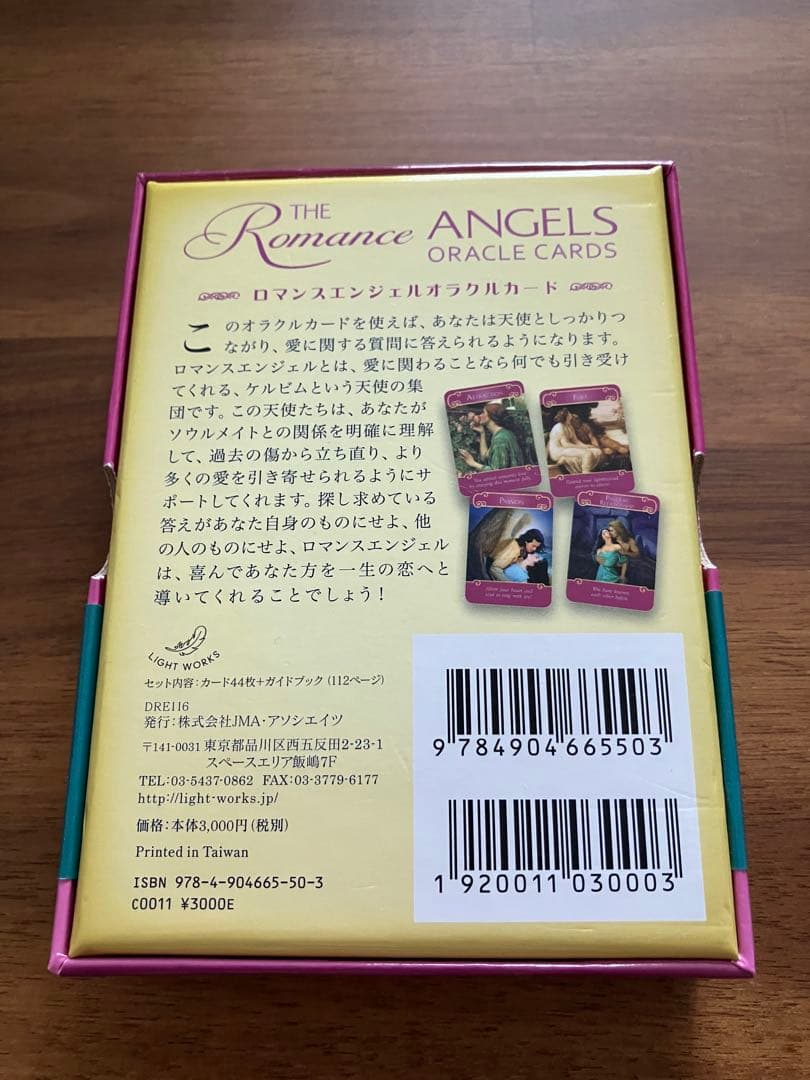 THE Romance ANGELS
ORACLE CARDS
ロマンスエンジェルオラクルカード
このオラクルカードを使えば、あなたは天使としっかりつ
ながり、愛に関する質問に答えられるようになります。
ロマンスエンジェルとは、愛に関わることなら何でも引き受け
てくれる、ケルビムという天使の集
団です。この天使たちは、あなたが
ソウルメイトとの関係を明確に理解
して、過去の傷から立ち直り、より
多くの愛を引き寄せられるようにサ
ポートしてくれます。探し求めている
答えがあなた自身のものにせよ、他
の人のものにせよ、ロマンスエンジェル
は、喜んであなた方を一生の恋へと
導いてくれることでしょう!
ATTRACTION
FLIRT
PASSION
Allow your heart and
LIGHT WORKS
セット内容:カード44枚+ガイドブック(112ページ)
DRE116
発行:株式会社JMA・アソシエイツ
〒141-0031 東京都品川区西五反田2-23-1
スペースエリア飯嶋7F
TEL:03-5437-0862 FAX:03-3779-6177
http://light-works.jp/
価格:本体3,000円(税別)
Printed in Taiwan
ISBN 978-4-904665-50-3
C0011 ¥3000E
9784904665503
1920011030003